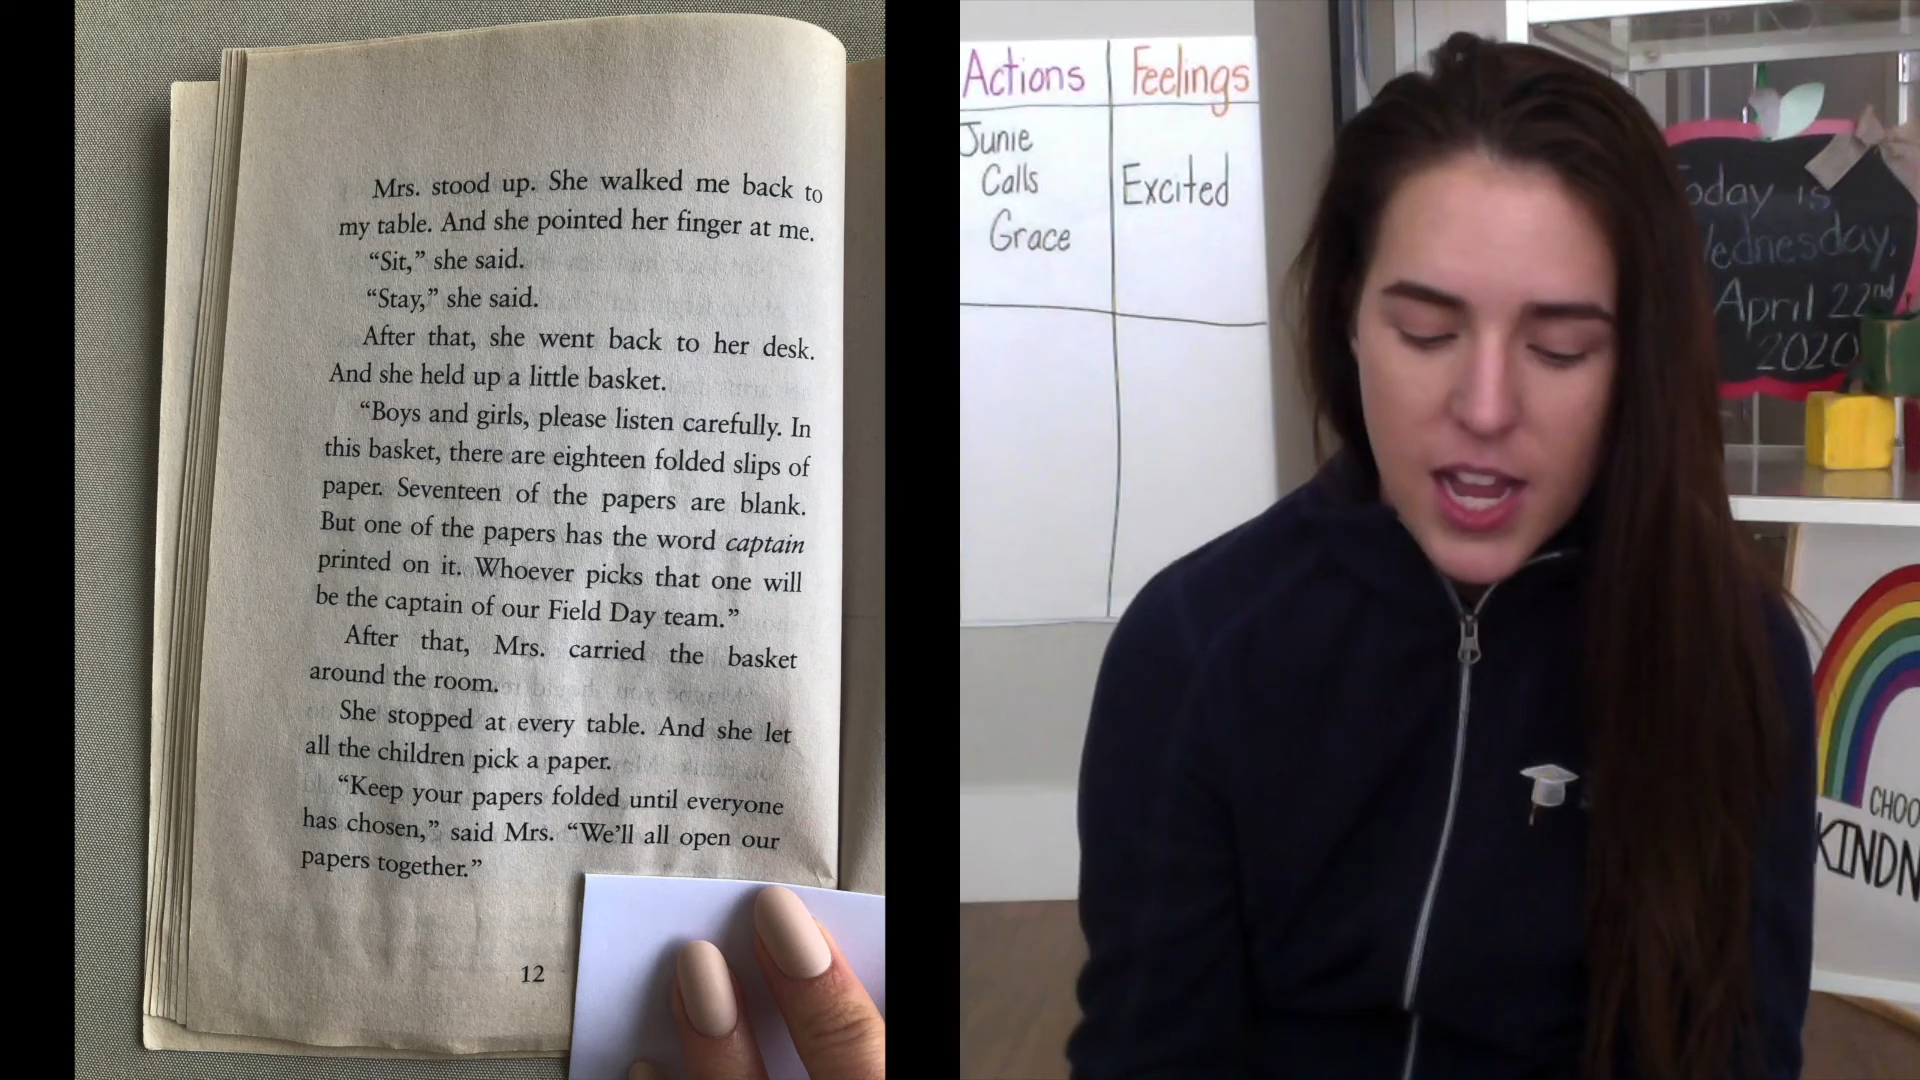 Mrs. stood up. She walked me back to
my table. And she pointed her finger at me.
“Sit,” she said.
“Stay,” she said.
After that, she went back to her desk.
And she held up a little basket.
“Boys and girls, please listen carefully. In
this basket, there are eighteen folded slips of
paper. Seventeen of the papers are blank.
But one of the papers has the word captain
printed on it. Whoever picks that one will
be the captain of our Field Day team.”
After that, Mrs. carried the basket
around the room.
She stopped at every table. And she let
all the children pick a paper.
“Keep your papers folded until everyone
has chosen,” said Mrs. “We’ll all open our
papers together.”
12
Actions
Feelings
Junie
Calls
Grace
Excited
oday is
Wednesday,
April 22nd
2020
CHOO
KINDN